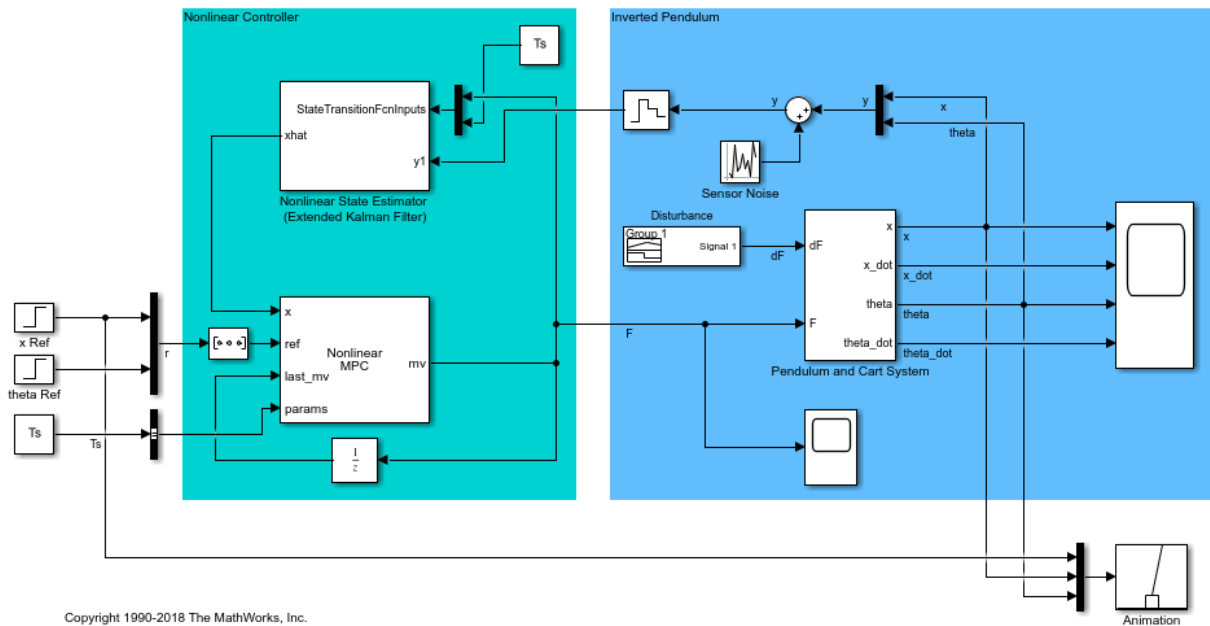 Nonlinear Controller
Ts
StateTransitionFcnInputs
xhat
y1
Nonlinear State Estimator
(Extended Kalman Filter)
x Ref
theta Ref
Ts
r
Ts
x
ref
last_mv
params
Nonlinear
MPC
mv
1
z
Inverted Pendulum
y
y
x
theta
+
+
Sensor Noise
Disturbance
Group 1
Signal 1
dF
F
dF
F
x
x_dot
theta
theta_dot
x
x_dot
theta
theta_dot
Pendulum and Cart System
Animation
Copyright 1990-2018 The MathWorks, Inc.